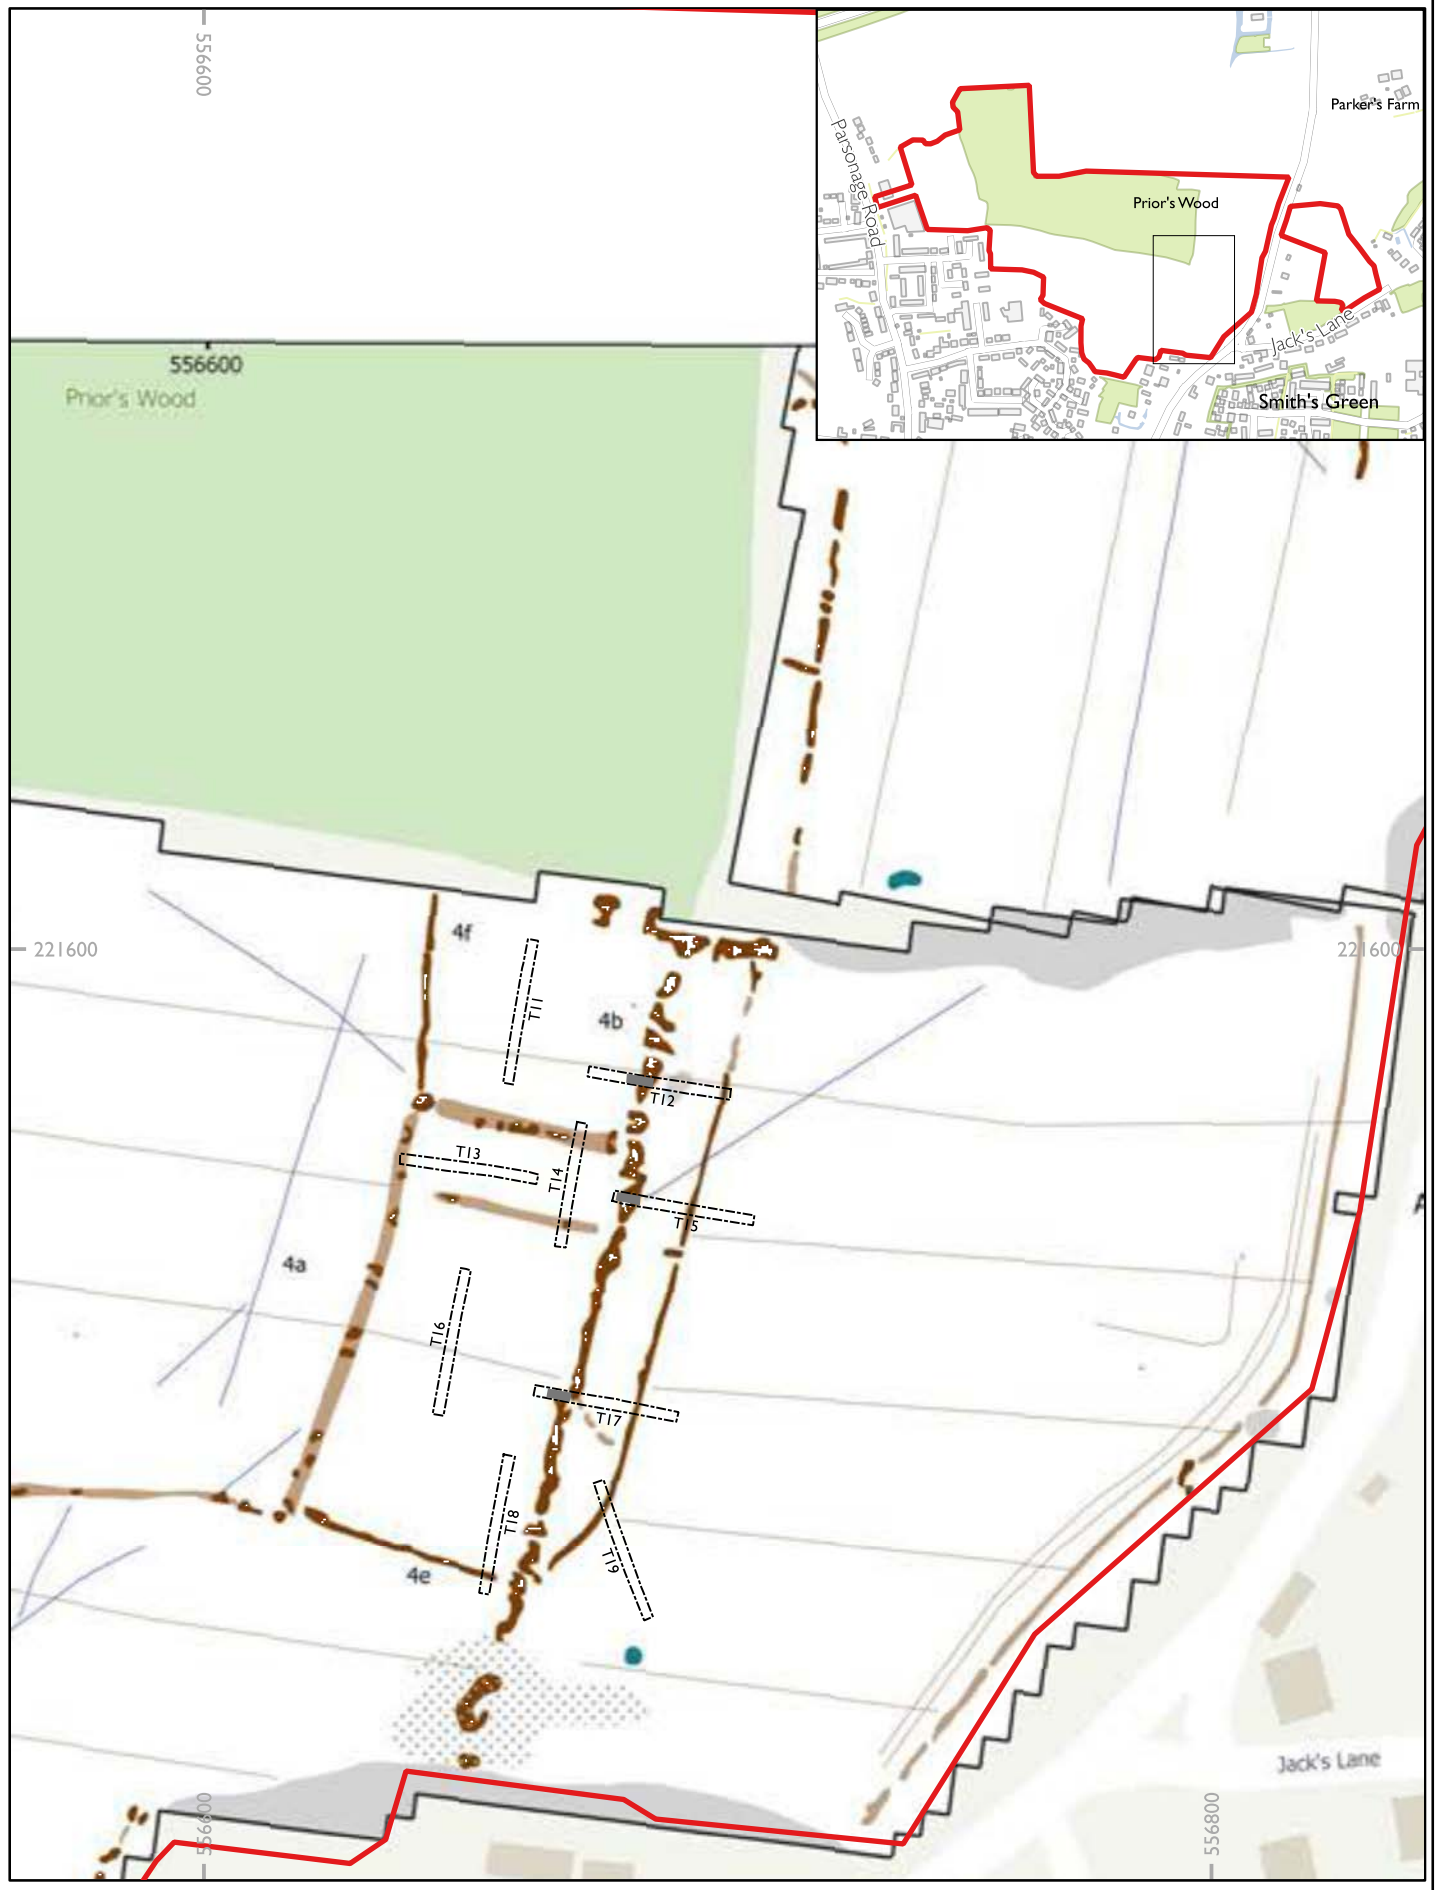 556600
Parker's Farm
Parsonage Road
Prior's Wood
Jack's Lane
Smith's Green
556600
Prior's Wood
4f
221600
221600
T11
4b
T12
T13
T14
T15
4a
T16
T17
T18
T19
4e
Jack's Lane
556600
556800